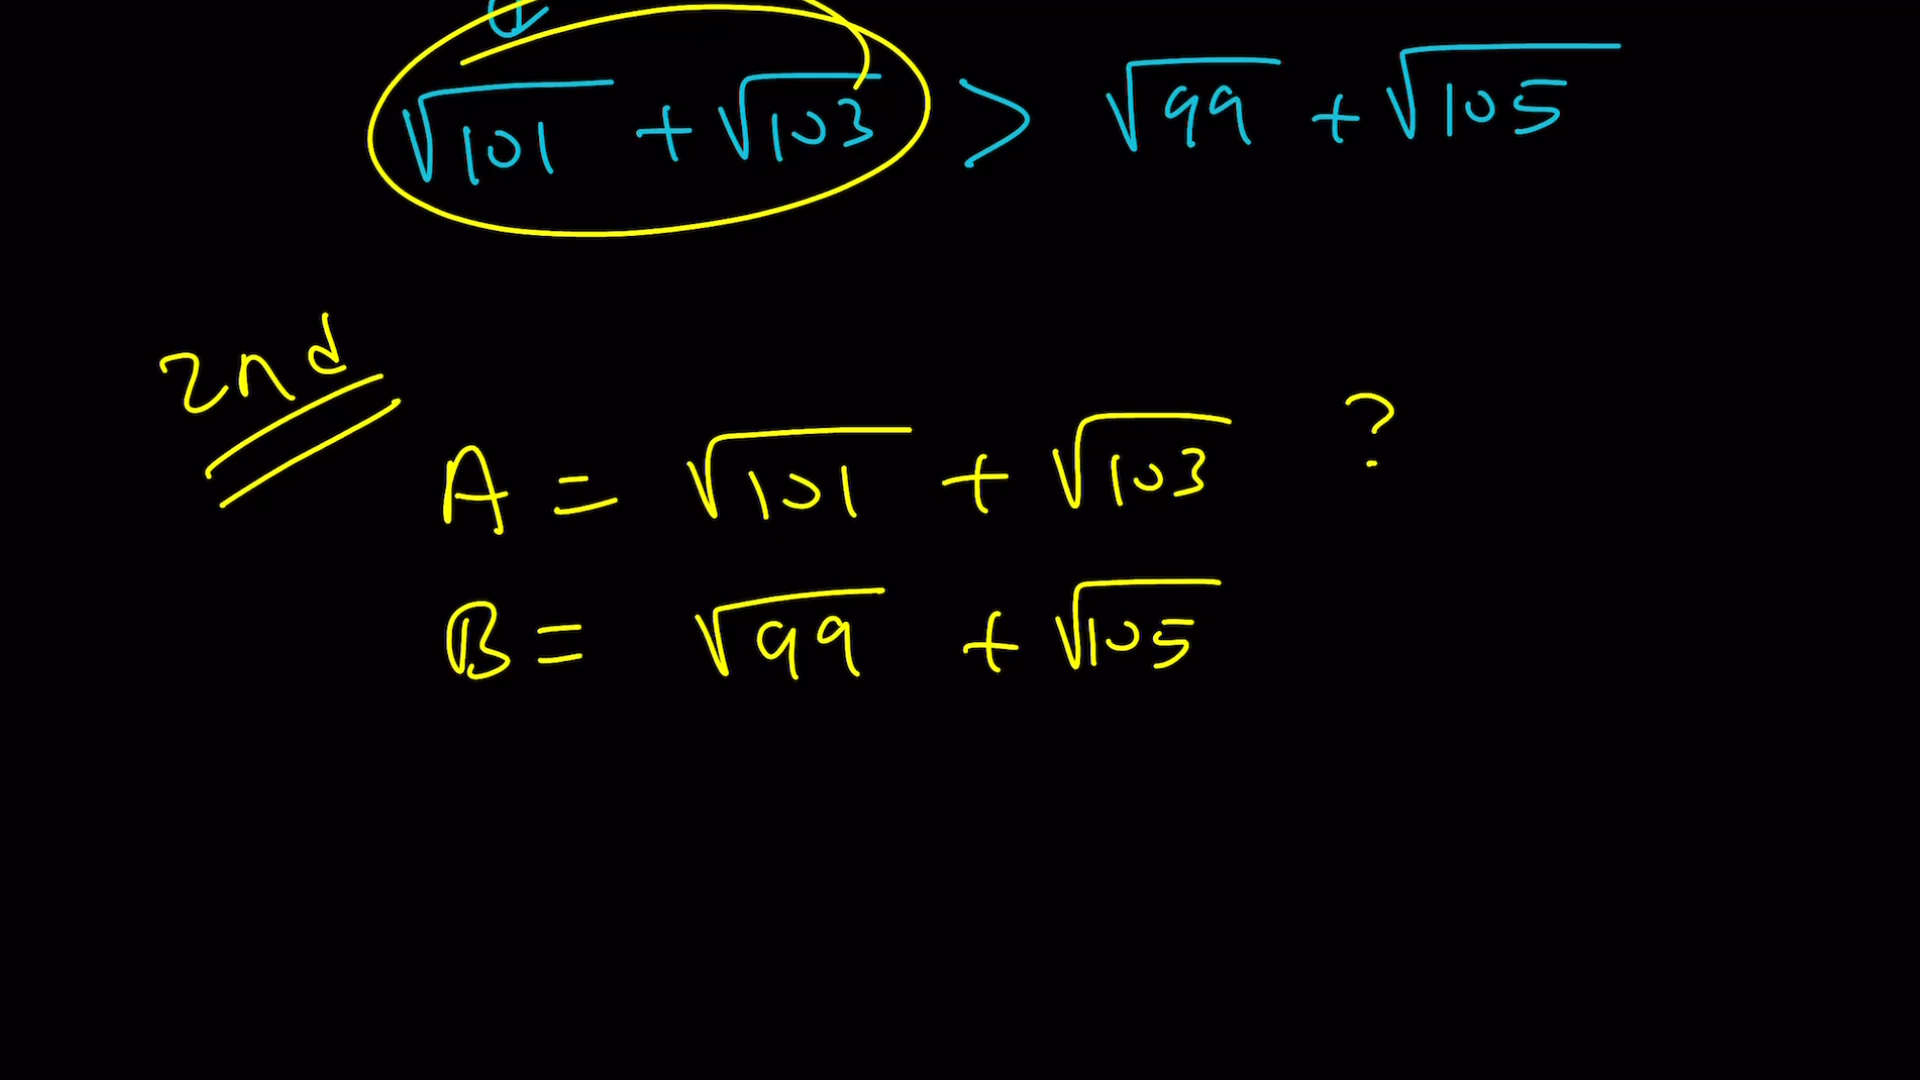 √101 + √103 > √99 + √105
2nd
A = √101 + √103 ?
B = √99 + √105